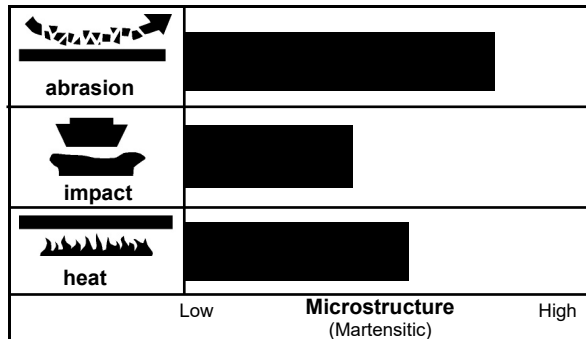 abrasion
impact
heat
Low Microstructure High
(Martensitic)